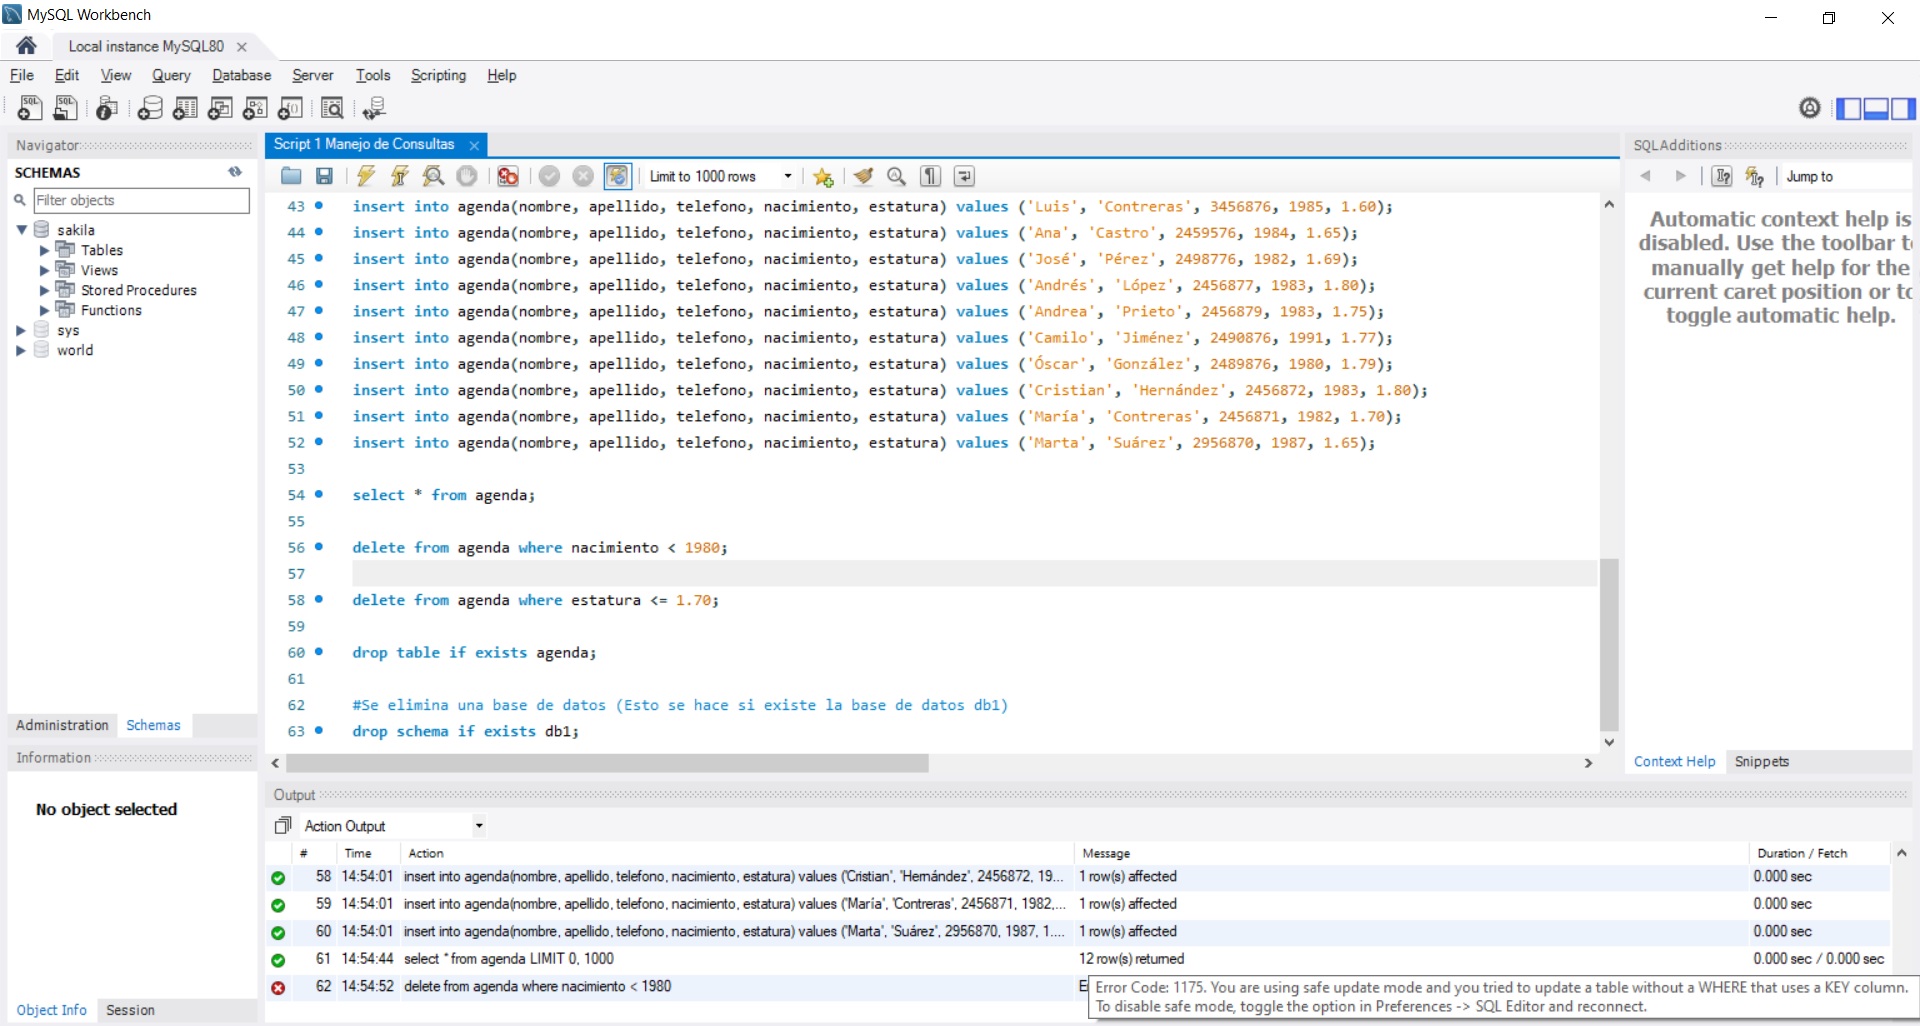 MySQL Workbench
Local instance MySQL80
File Edit View Query Database Server Tools Scripting Help
Navigator
SCHEMAS
Filter objects
sakila
Tables
Views
Stored Procedures
Functions
sys
world
Administration Schemas
Information
No object selected
Object Info Session
Script 1 Manejo de Consultas
Limit to 1000 rows
43 insert into agenda(nombre, apellido, telefono, nacimiento, estatura) values ('Luis', 'Contreras', 3456876, 1985, 1.60);
44 insert into agenda(nombre, apellido, telefono, nacimiento, estatura) values ('Ana', 'Castro', 2459576, 1984, 1.65);
45 insert into agenda(nombre, apellido, telefono, nacimiento, estatura) values ('José', 'Pérez', 2498776, 1982, 1.69);
46 insert into agenda(nombre, apellido, telefono, nacimiento, estatura) values ('Andrés', 'López', 2456877, 1983, 1.80);
47 insert into agenda(nombre, apellido, telefono, nacimiento, estatura) values ('Andrea', 'Prieto', 2456879, 1983, 1.75);
48 insert into agenda(nombre, apellido, telefono, nacimiento, estatura) values ('Camilo', 'Jiménez', 2490876, 1991, 1.77);
49 insert into agenda(nombre, apellido, telefono, nacimiento, estatura) values ('Óscar', 'González', 2489876, 1980, 1.79);
50 insert into agenda(nombre, apellido, telefono, nacimiento, estatura) values ('Cristian', 'Hernández', 2456872, 1983, 1.80);
51 insert into agenda(nombre, apellido, telefono, nacimiento, estatura) values ('María', 'Contreras', 2456871, 1982, 1.70);
52 insert into agenda(nombre, apellido, telefono, nacimiento, estatura) values ('Marta', 'Suárez', 2956870, 1987, 1.65);
53
54 select * from agenda;
55
56 delete from agenda where nacimiento < 1980;
57
58 delete from agenda where estatura <= 1.70;
59
60 drop table if exists agenda;
61
62 #Se elimina una base de datos (Esto se hace si existe la base de datos db1)
63 drop schema if exists db1;
SQLAdditions
Jump to
Automatic context help is
disabled. Use the toolbar to
manually get help for the
current caret position or to
toggle automatic help.
Context Help Snippets
Output
Action Output
# Time Action Message Duration / Fetch
58 14:54:01 insert into agenda(nombre, apellido, telefono, nacimiento, estatura) values ('Cristian', 'Hernández', 2456872, 19... 1 row(s) affected 0.000 sec
59 14:54:01 insert into agenda(nombre, apellido, telefono, nacimiento, estatura) values ('María', 'Contreras', 2456871, 1982,... 1 row(s) affected 0.000 sec
60 14:54:01 insert into agenda(nombre, apellido, telefono, nacimiento, estatura) values ('Marta', 'Suárez', 2956870, 1987, 1.... 1 row(s) affected 0.000 sec
61 14:54:44 select * from agenda LIMIT 0, 1000 12 row(s) returned 0.000 sec / 0.000 sec
62 14:54:52 delete from agenda where nacimiento < 1980
Error Code: 1175. You are using safe update mode and you tried to update a table without a WHERE that uses a KEY column.
To disable safe mode, toggle the option in Preferences -> SQL Editor and reconnect.